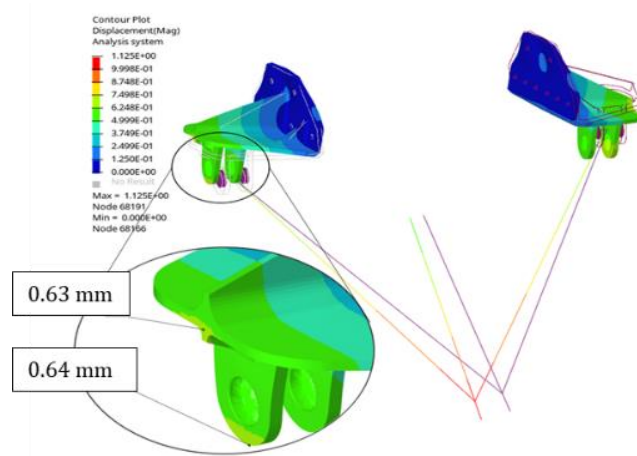 Contour Plot
Displacement(Mag)
Analysis system
1.125E+00
9.998E-01
8.748E-01
7.498E-01
6.248E-01
4.999E-01
3.749E-01
2.499E-01
1.250E-01
0.000E+00
No Result
Max = 1.125E+00
Node 68191
Min = 0.000E+00
Node 68166
0.63 mm
0.64 mm